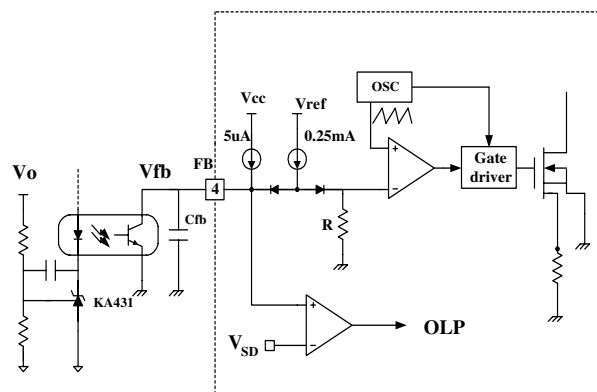 OSC
Vcc
Vref
5uA
0.25mA
Vo
Vfb
FB
4
Gate
driver
Cfb
R
KA431
+
−
+
−
VSD
OLP